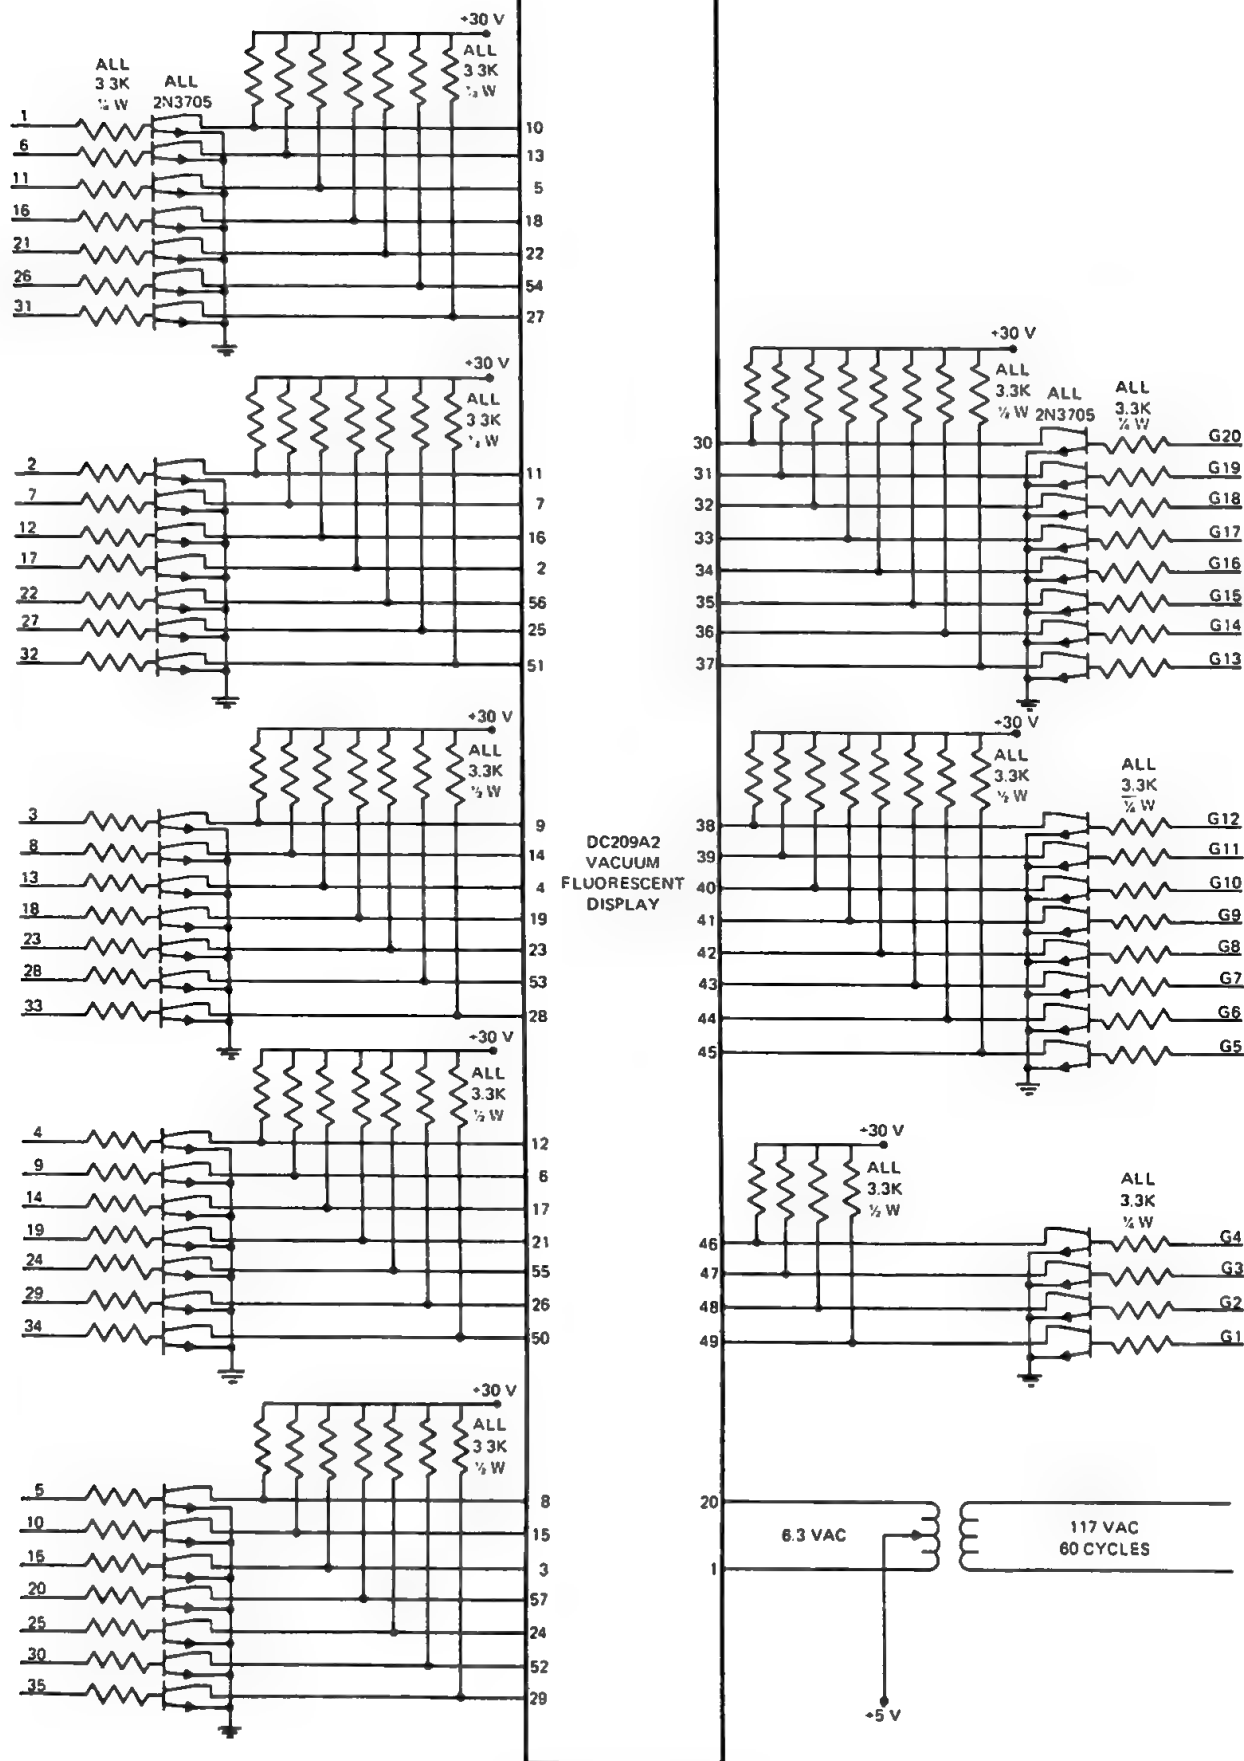 +30 V
ALL
3.3K
¼ W
ALL
2N3705
ALL
3 3K
½ W
1
10
6
13
11
5
16
18
21
22
26
54
31
27
+30 V
ALL
3 3K
¼ W
2
11
7
7
12
16
17
2
22
56
27
25
32
51
+30 V
ALL
3.3K
½ W
3
9
8
14
13
4
18
19
23
23
28
53
33
28
+30 V
ALL
3.3K
½ W
4
12
9
6
14
17
19
21
24
55
29
26
34
50
+30 V
ALL
3 3K
½ W
5
8
10
15
15
3
20
57
25
24
30
52
35
29
DC209A2
VACUUM
FLUORESCENT
DISPLAY
+30 V
ALL
3.3K
½ W
ALL
2N3705
ALL
3.3K
¼ W
30
G20
31
G19
32
G18
33
G17
34
G16
35
G15
36
G14
37
G13
+30 V
ALL
3.3K
½ W
ALL
3.3K
¼ W
38
G12
39
G11
40
G10
41
G9
42
G8
43
G7
44
G6
45
G5
+30 V
ALL
3.3K
½ W
ALL
3.3K
¼ W
46
G4
47
G3
48
G2
49
G1
20
6.3 VAC
117 VAC
60 CYCLES
1
+5 V